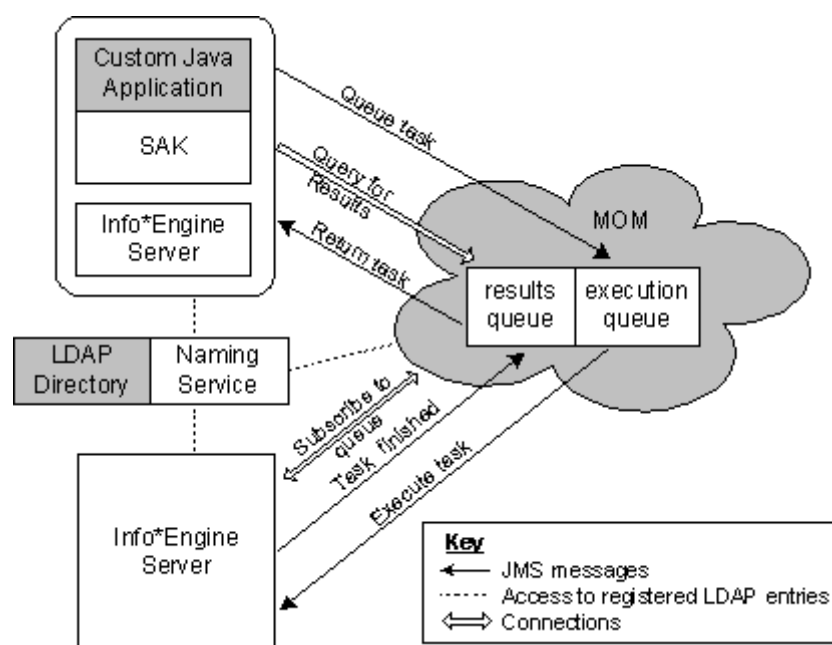 Custom Java
Application
SAK
Info*Engine
Server
Queue task
Query for
Results
Return task
MOM
results
queue
execution
queue
LDAP
Directory
Naming
Service
Subscribe to
queue
Task finished
Execute task
Info*Engine
Server
Key
JMS messages
Access to registered LDAP entries
Connections